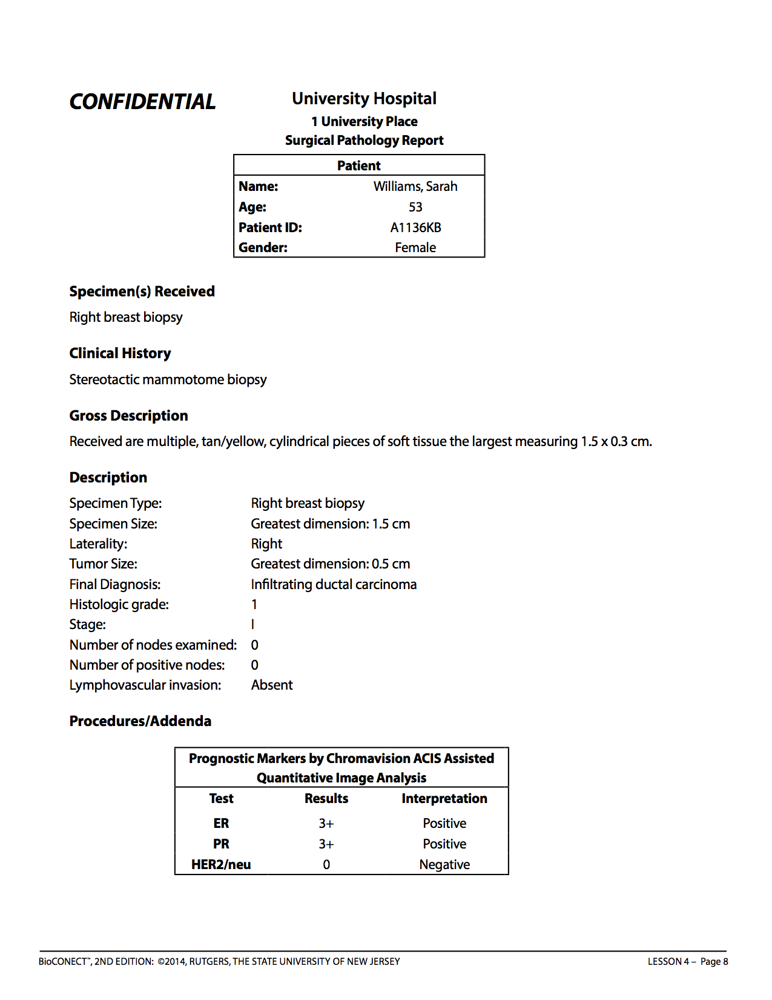 CONFIDENTIAL
University Hospital
1 University Place
Surgical Pathology Report
Patient
Name: Williams, Sarah
Age: 53
Patient ID: A1136KB
Gender: Female
Specimen(s) Received
Right breast biopsy
Clinical History
Stereotactic mammotome biopsy
Gross Description
Received are multiple, tan/yellow, cylindrical pieces of soft tissue the largest measuring 1.5 x 0.3 cm.
Description
Specimen Type: Right breast biopsy
Specimen Size: Greatest dimension: 1.5 cm
Laterality: Right
Tumor Size: Greatest dimension: 0.5 cm
Final Diagnosis: Infiltrating ductal carcinoma
Histologic grade: 1
Stage: I
Number of nodes examined: 0
Number of positive nodes: 0
Lymphovascular invasion: Absent
Procedures/Addenda
Prognostic Markers by Chromavision ACIS Assisted
Quantitative Image Analysis
Test Results Interpretation
ER 3+ Positive
PR 3+ Positive
HER2/neu 0 Negative
BioCONECT™, 2ND EDITION: ©2014, RUTGERS, THE STATE UNIVERSITY OF NEW JERSEY LESSON 4 – Page 8